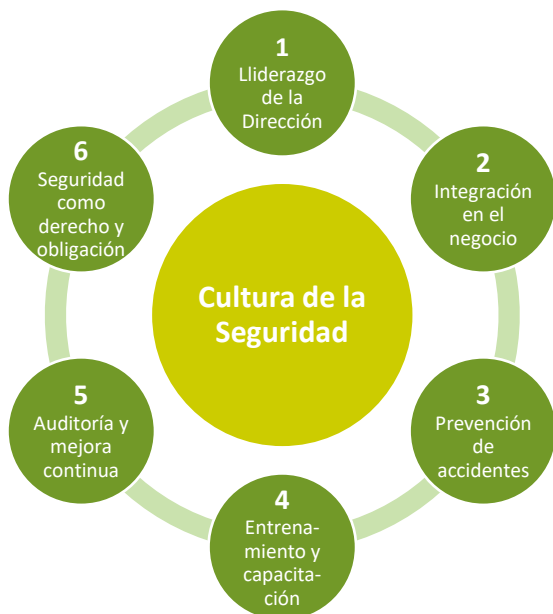 1
Lliderazgo
de la
Dirección
2
Integración
en el
negocio
3
Prevención
de
accidentes
4
Entrena-
miento y
capacita-
ción
5
Auditoría y
mejora
continua
6
Seguridad
como
derecho y
obligación
Cultura de la
Seguridad